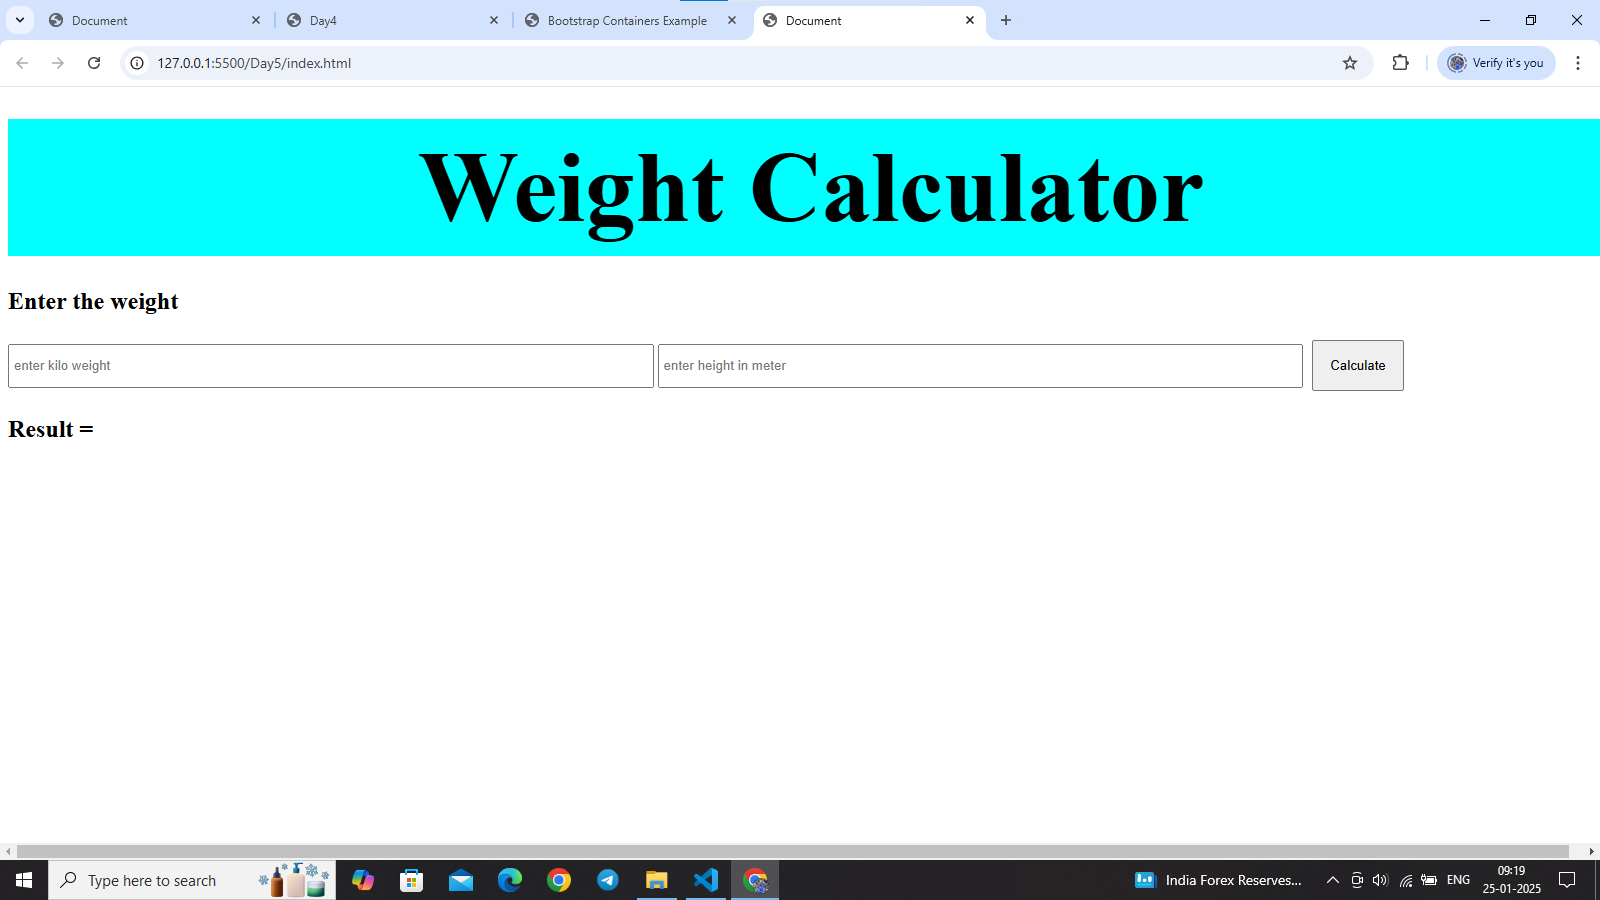 Document
Day4
Bootstrap Containers Example
Document
127.0.0.1:5500/Day5/index.html
Verify it's you
Weight Calculator
Enter the weight
enter kilo weight
enter height in meter
Calculate
Result =
Type here to search
India Forex Reserves...
ENG
09:19
25-01-2025